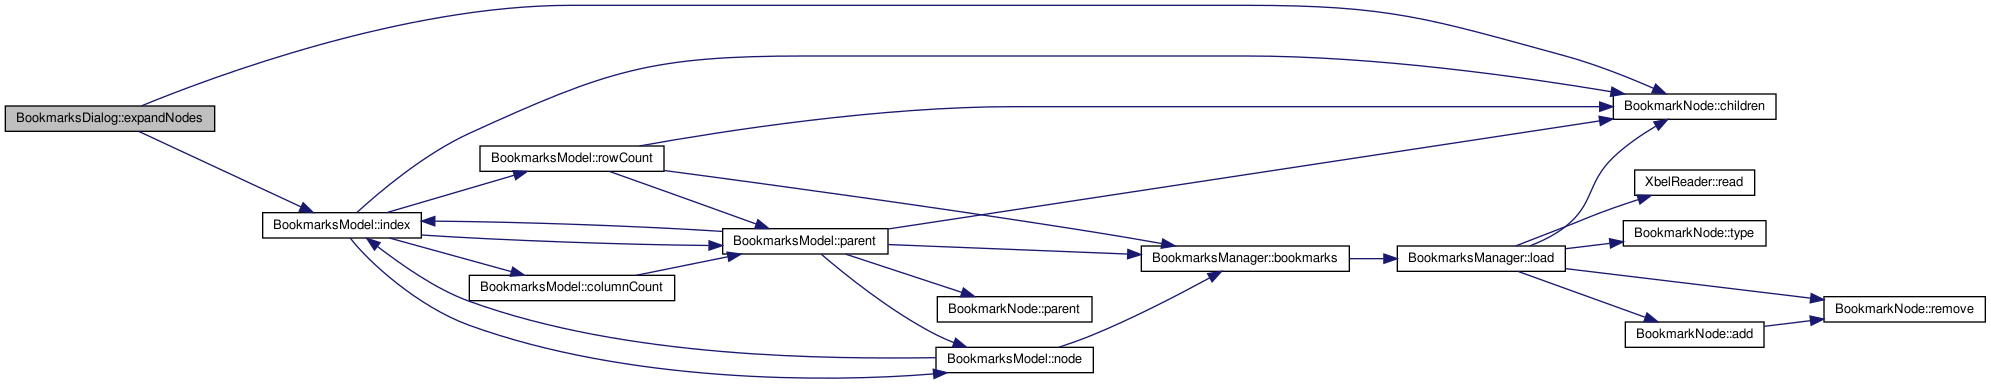 BookmarksDialog::expandNodes
BookmarkNode::children
BookmarksModel::rowCount
XbelReader::read
BookmarksModel::index
BookmarkNode::type
BookmarksModel::parent
BookmarksManager::bookmarks
BookmarksManager::load
BookmarksModel::columnCount
BookmarkNode::parent
BookmarkNode::remove
BookmarkNode::add
BookmarksModel::node